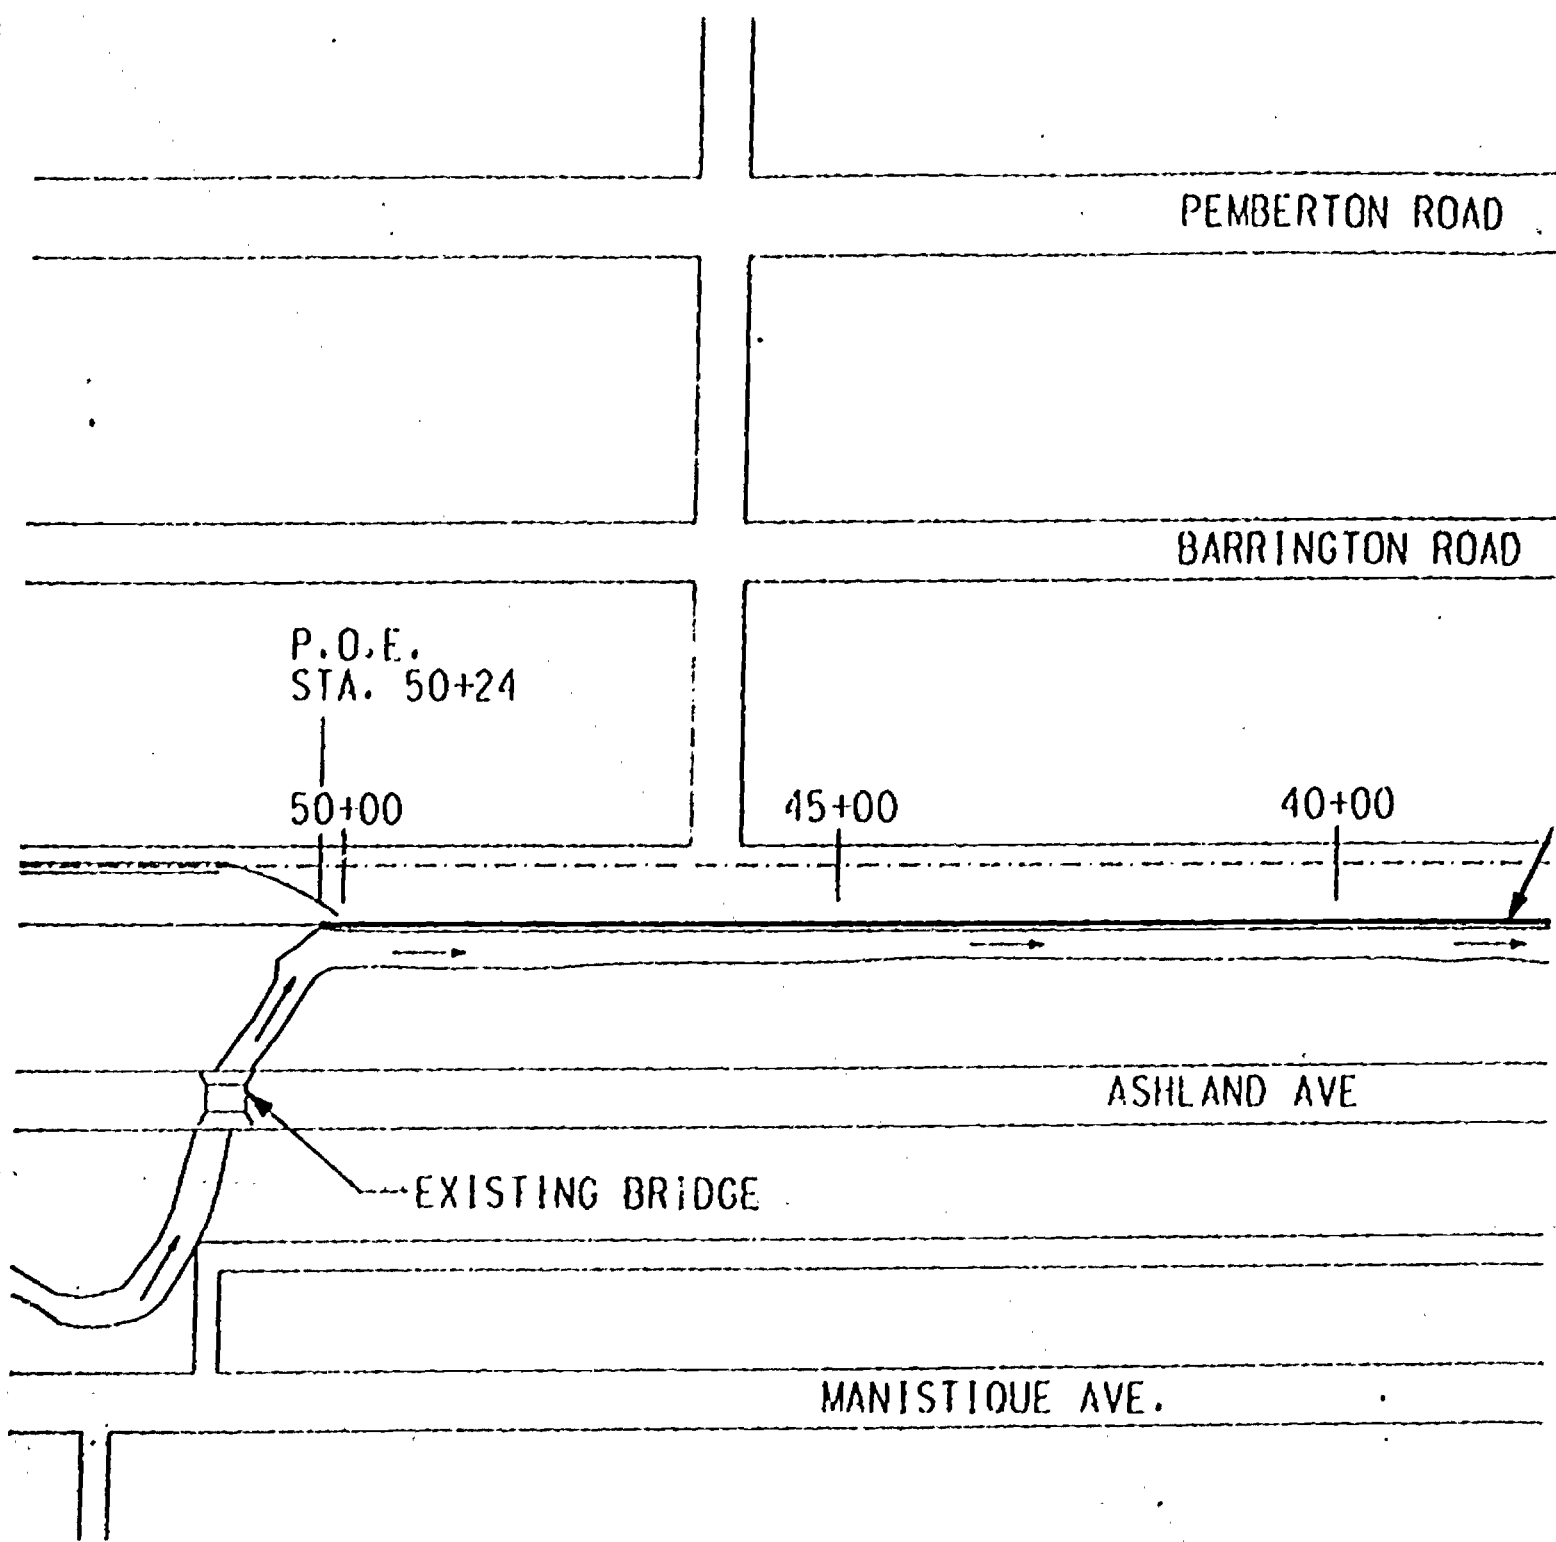 PEMBERTON ROAD
BARRINGTON ROAD
P.O.E.
STA. 50+24
50+00
45+00
40+00
ASHLAND AVE
EXISTING BRIDGE
MANISTIQUE AVE.